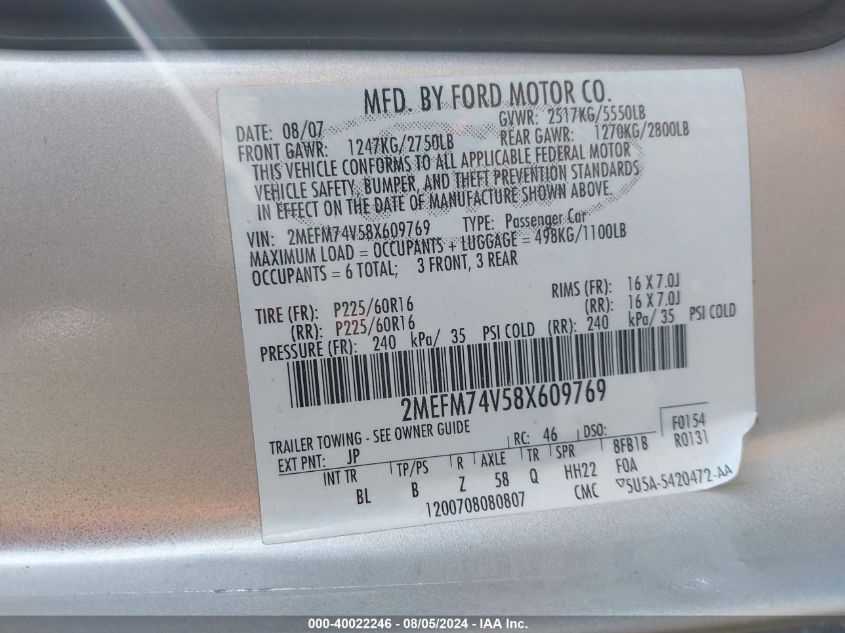 MFD. BY FORD MOTOR CO.
DATE: 08/07 GVWR: 2517KG/5550LB
FRONT GAWR: 1247KG/2750LB REAR GAWR: 1270KG/2800LB
THIS VEHICLE CONFORMS TO ALL APPLICABLE FEDERAL MOTOR
VEHICLE SAFETY, BUMPER, AND THEFT PREVENTION STANDARDS
IN EFFECT ON THE DATE OF MANUFACTURE SHOWN ABOVE.
VIN: 2MEFM74V58X609769 TYPE: Passenger Car
MAXIMUM LOAD = OCCUPANTS + LUGGAGE = 498KG/1100LB
OCCUPANTS = 6 TOTAL; 3 FRONT, 3 REAR
TIRE (FR): P225/60R16 RIMS (FR): 16 X 7.0J
(RR): P225/60R16 (RR): 16 X 7.0J
PRESSURE (FR): 240 kPa/ 35 PSI COLD (RR): 240 kPa/ 35 PSI COLD
2MEFM74V58X609769
TRAILER TOWING - SEE OWNER GUIDE
RC: 46 DSO: F0154
EXT PNT: JP 8FB1B R0131
INT TR TP/PS R AXLE TR SPR
BL B Z 58 Q HH22 FOA
1200708080807 CMC ▽5U5A-5420472-AA
000-40022246 - 08/05/2024 - IAA Inc.